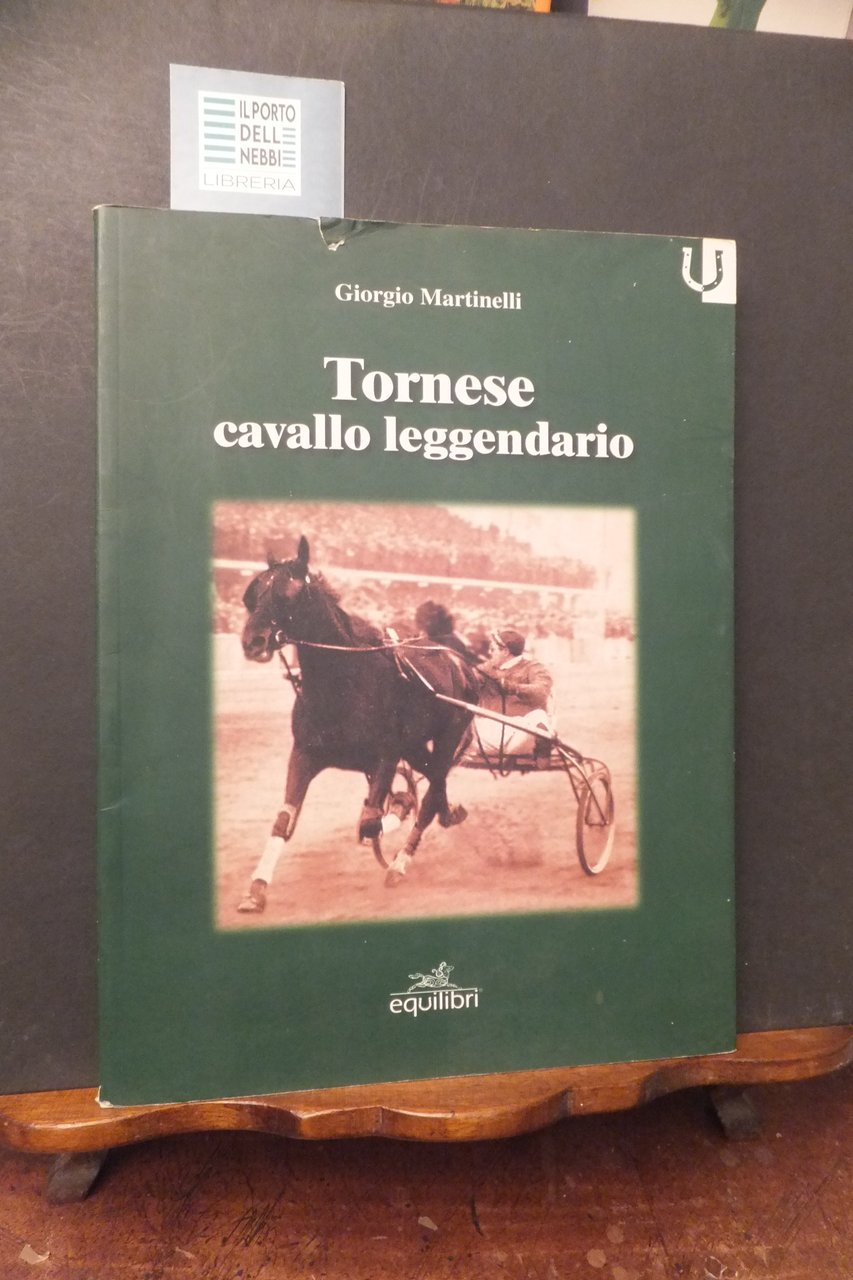 IL PORTO
DELL
NEBBI
LIBRERIA
Giorgio Martinelli
Tornese
cavallo leggendario
equilibri®